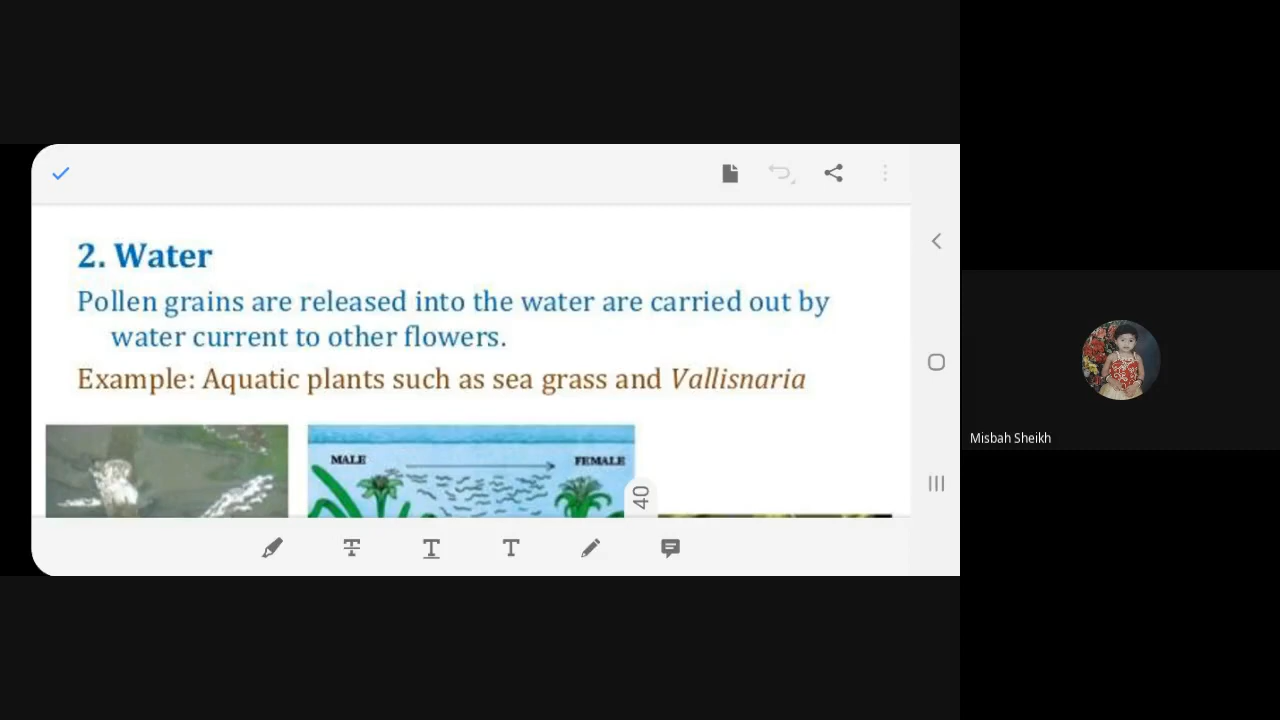 2. Water
Pollen grains are released into the water are carried out by
water current to other flowers.
Example: Aquatic plants such as sea grass and Vallisnaria
MALE
FEMALE
40
Misbah Sheikh